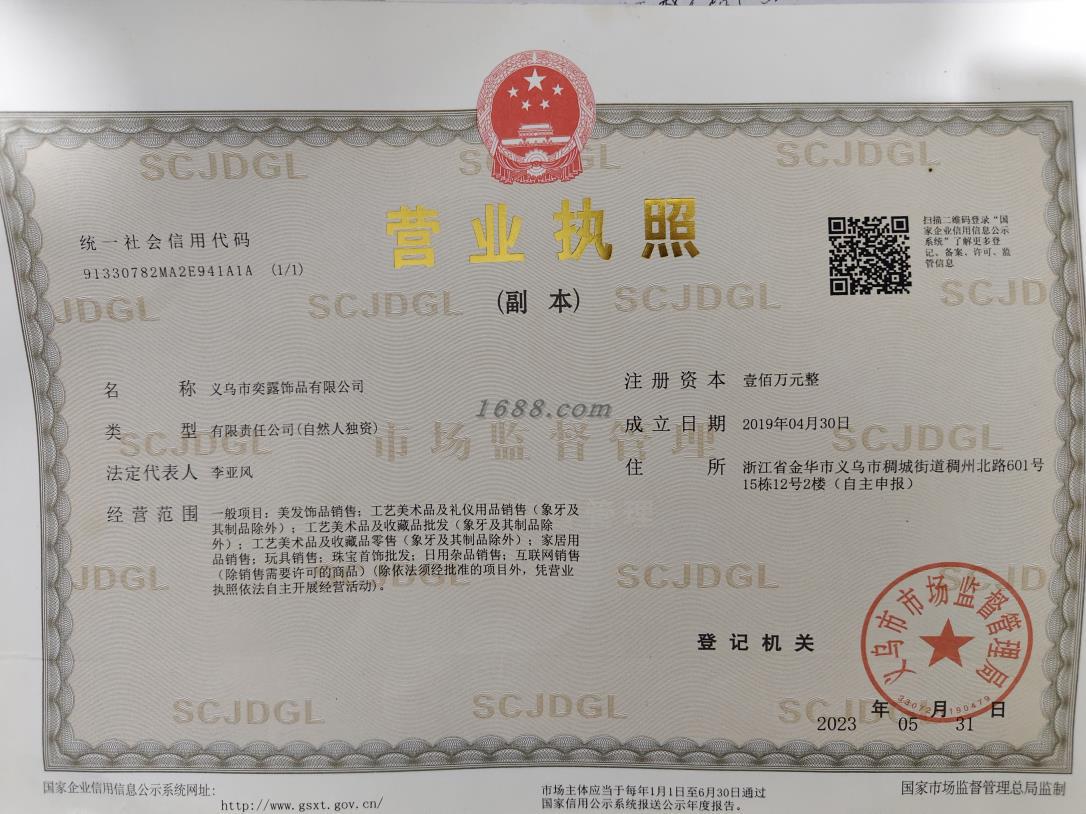 SCJDGL
SCJDGL
营业执照
(副 本)
统一社会信用代码
91330782MA2E941A1A (1/1)
扫描二维码登录“国
家企业信用信息公示
系统”了解更多登
记、备案、许可、监
管信息
JDGL
SCJDGL
SCJDGL
SCJD
名 称 义乌市奕露饰品有限公司
类 型 有限责任公司(自然人独资)
法定代表人 李亚风
经营范围 一般项目：美发饰品销售；工艺美术品及礼仪用品销售（象牙及
其制品除外）；工艺美术品及收藏品批发（象牙及其制品除
外）；工艺美术品及收藏品零售（象牙及其制品除外）；家居用
品销售；玩具销售；珠宝首饰批发；日用杂品销售；互联网销售
（除销售需要许可的商品）(除依法须经批准的项目外，凭营业
执照依法自主开展经营活动)。
注册资本 壹佰万元整
成立日期 2019年04月30日
住 所 浙江省金华市义乌市稠城街道稠州北路601号
15栋12号2楼（自主申报）
1688.com
市场监督管理
SCJDGL
SCJDGL
JDGL
SCJDGL
SCJD
登记机关
义乌市市场监督管理局
SCJDGL
SCJDGL
2023年05月31日
国家企业信用信息公示系统网址：
http://www.gsxt.gov.cn/
市场主体应当于每年1月1日至6月30日通过
国家信用公示系统报送公示年度报告。
国家市场监督管理总局监制